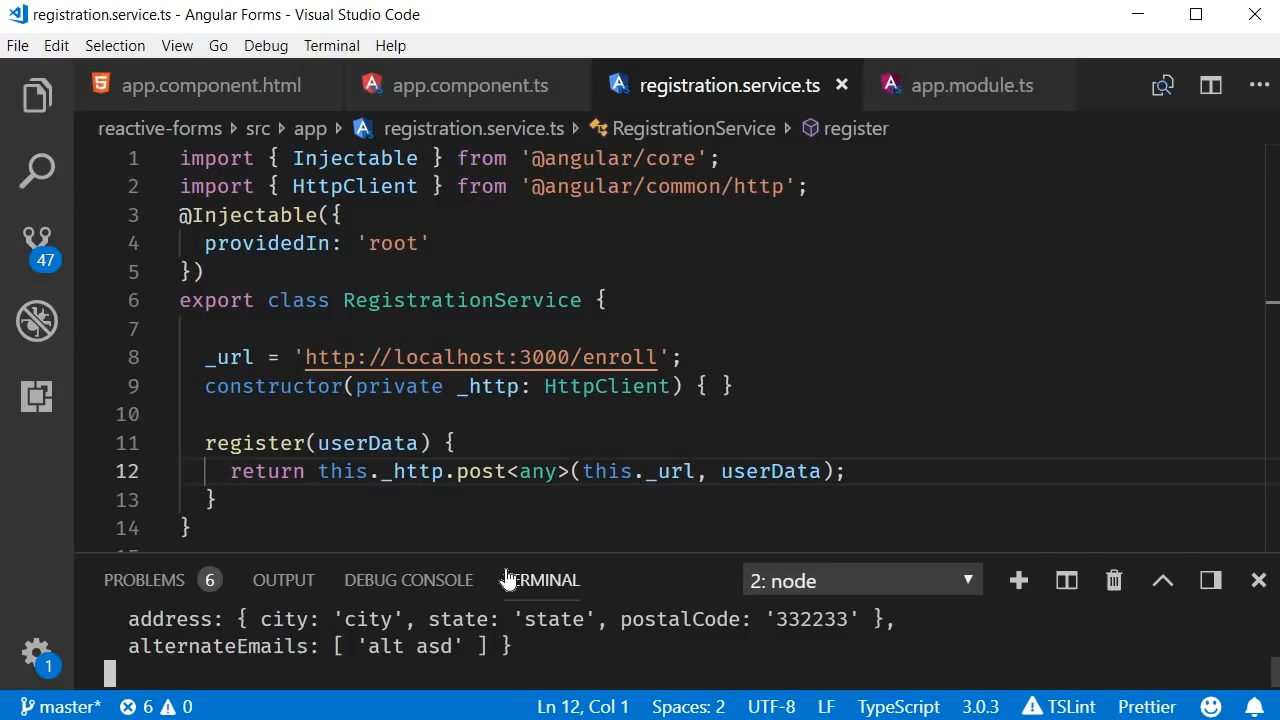 registration.service.ts - Angular Forms - Visual Studio Code
File Edit Selection View Go Debug Terminal Help
app.component.html app.component.ts registration.service.ts app.module.ts
reactive-forms src app registration.service.ts RegistrationService register
1 import { Injectable } from '@angular/core';
2 import { HttpClient } from '@angular/common/http';
3 @Injectable({
4 providedIn: 'root'
5 })
6 export class RegistrationService {
7
8 _url = 'http://localhost:3000/enroll';
9 constructor(private _http: HttpClient) { }
10
11 register(userData) {
12 return this._http.post<any>(this._url, userData);
13 }
14 }
47
PROBLEMS 6 OUTPUT DEBUG CONSOLE TERMINAL 2: node
address: { city: 'city', state: 'state', postalCode: '332233' },
alternateEmails: [ 'alt asd' ] }
1
master* 6 0 Ln 12, Col 1 Spaces: 2 UTF-8 LF TypeScript 3.0.3 TSLint Prettier